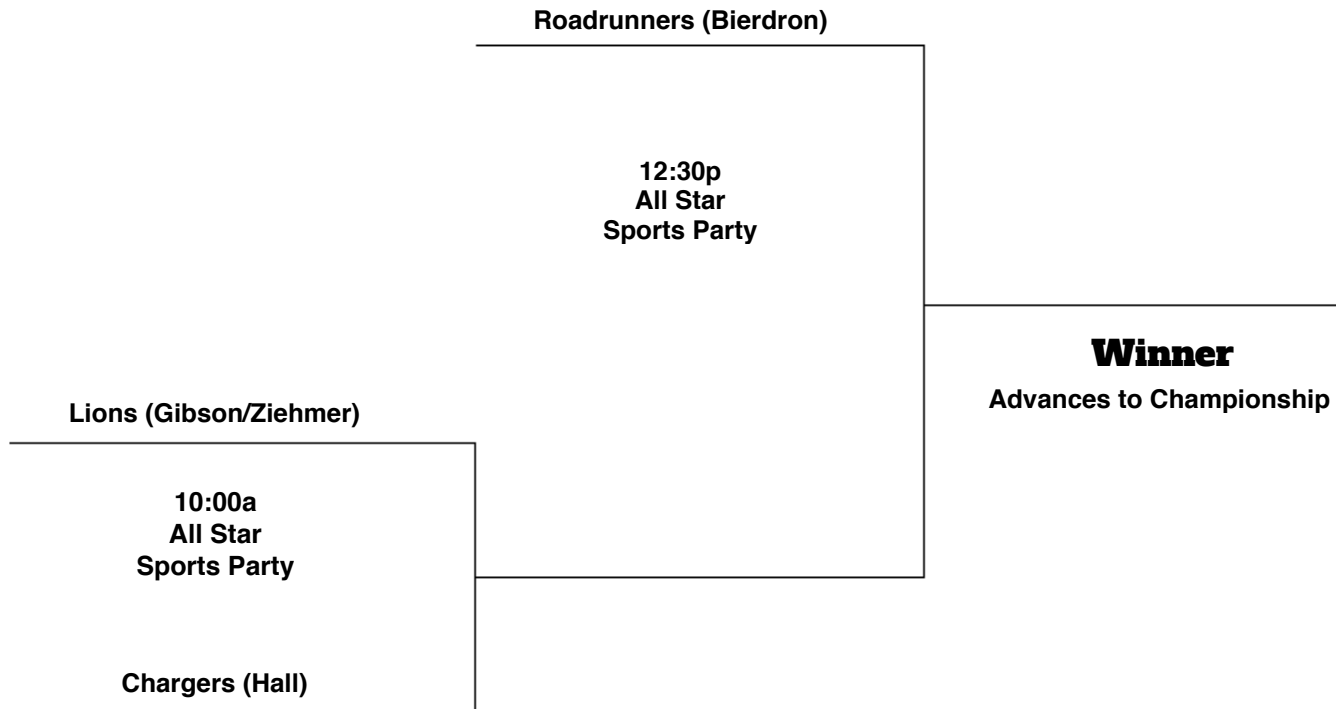 Roadrunners (Bierdron)
12:30p
All Star
Sports Party
Winner
Advances to Championship
Lions (Gibson/Ziehmer)
10:00a
All Star
Sports Party
Chargers (Hall)